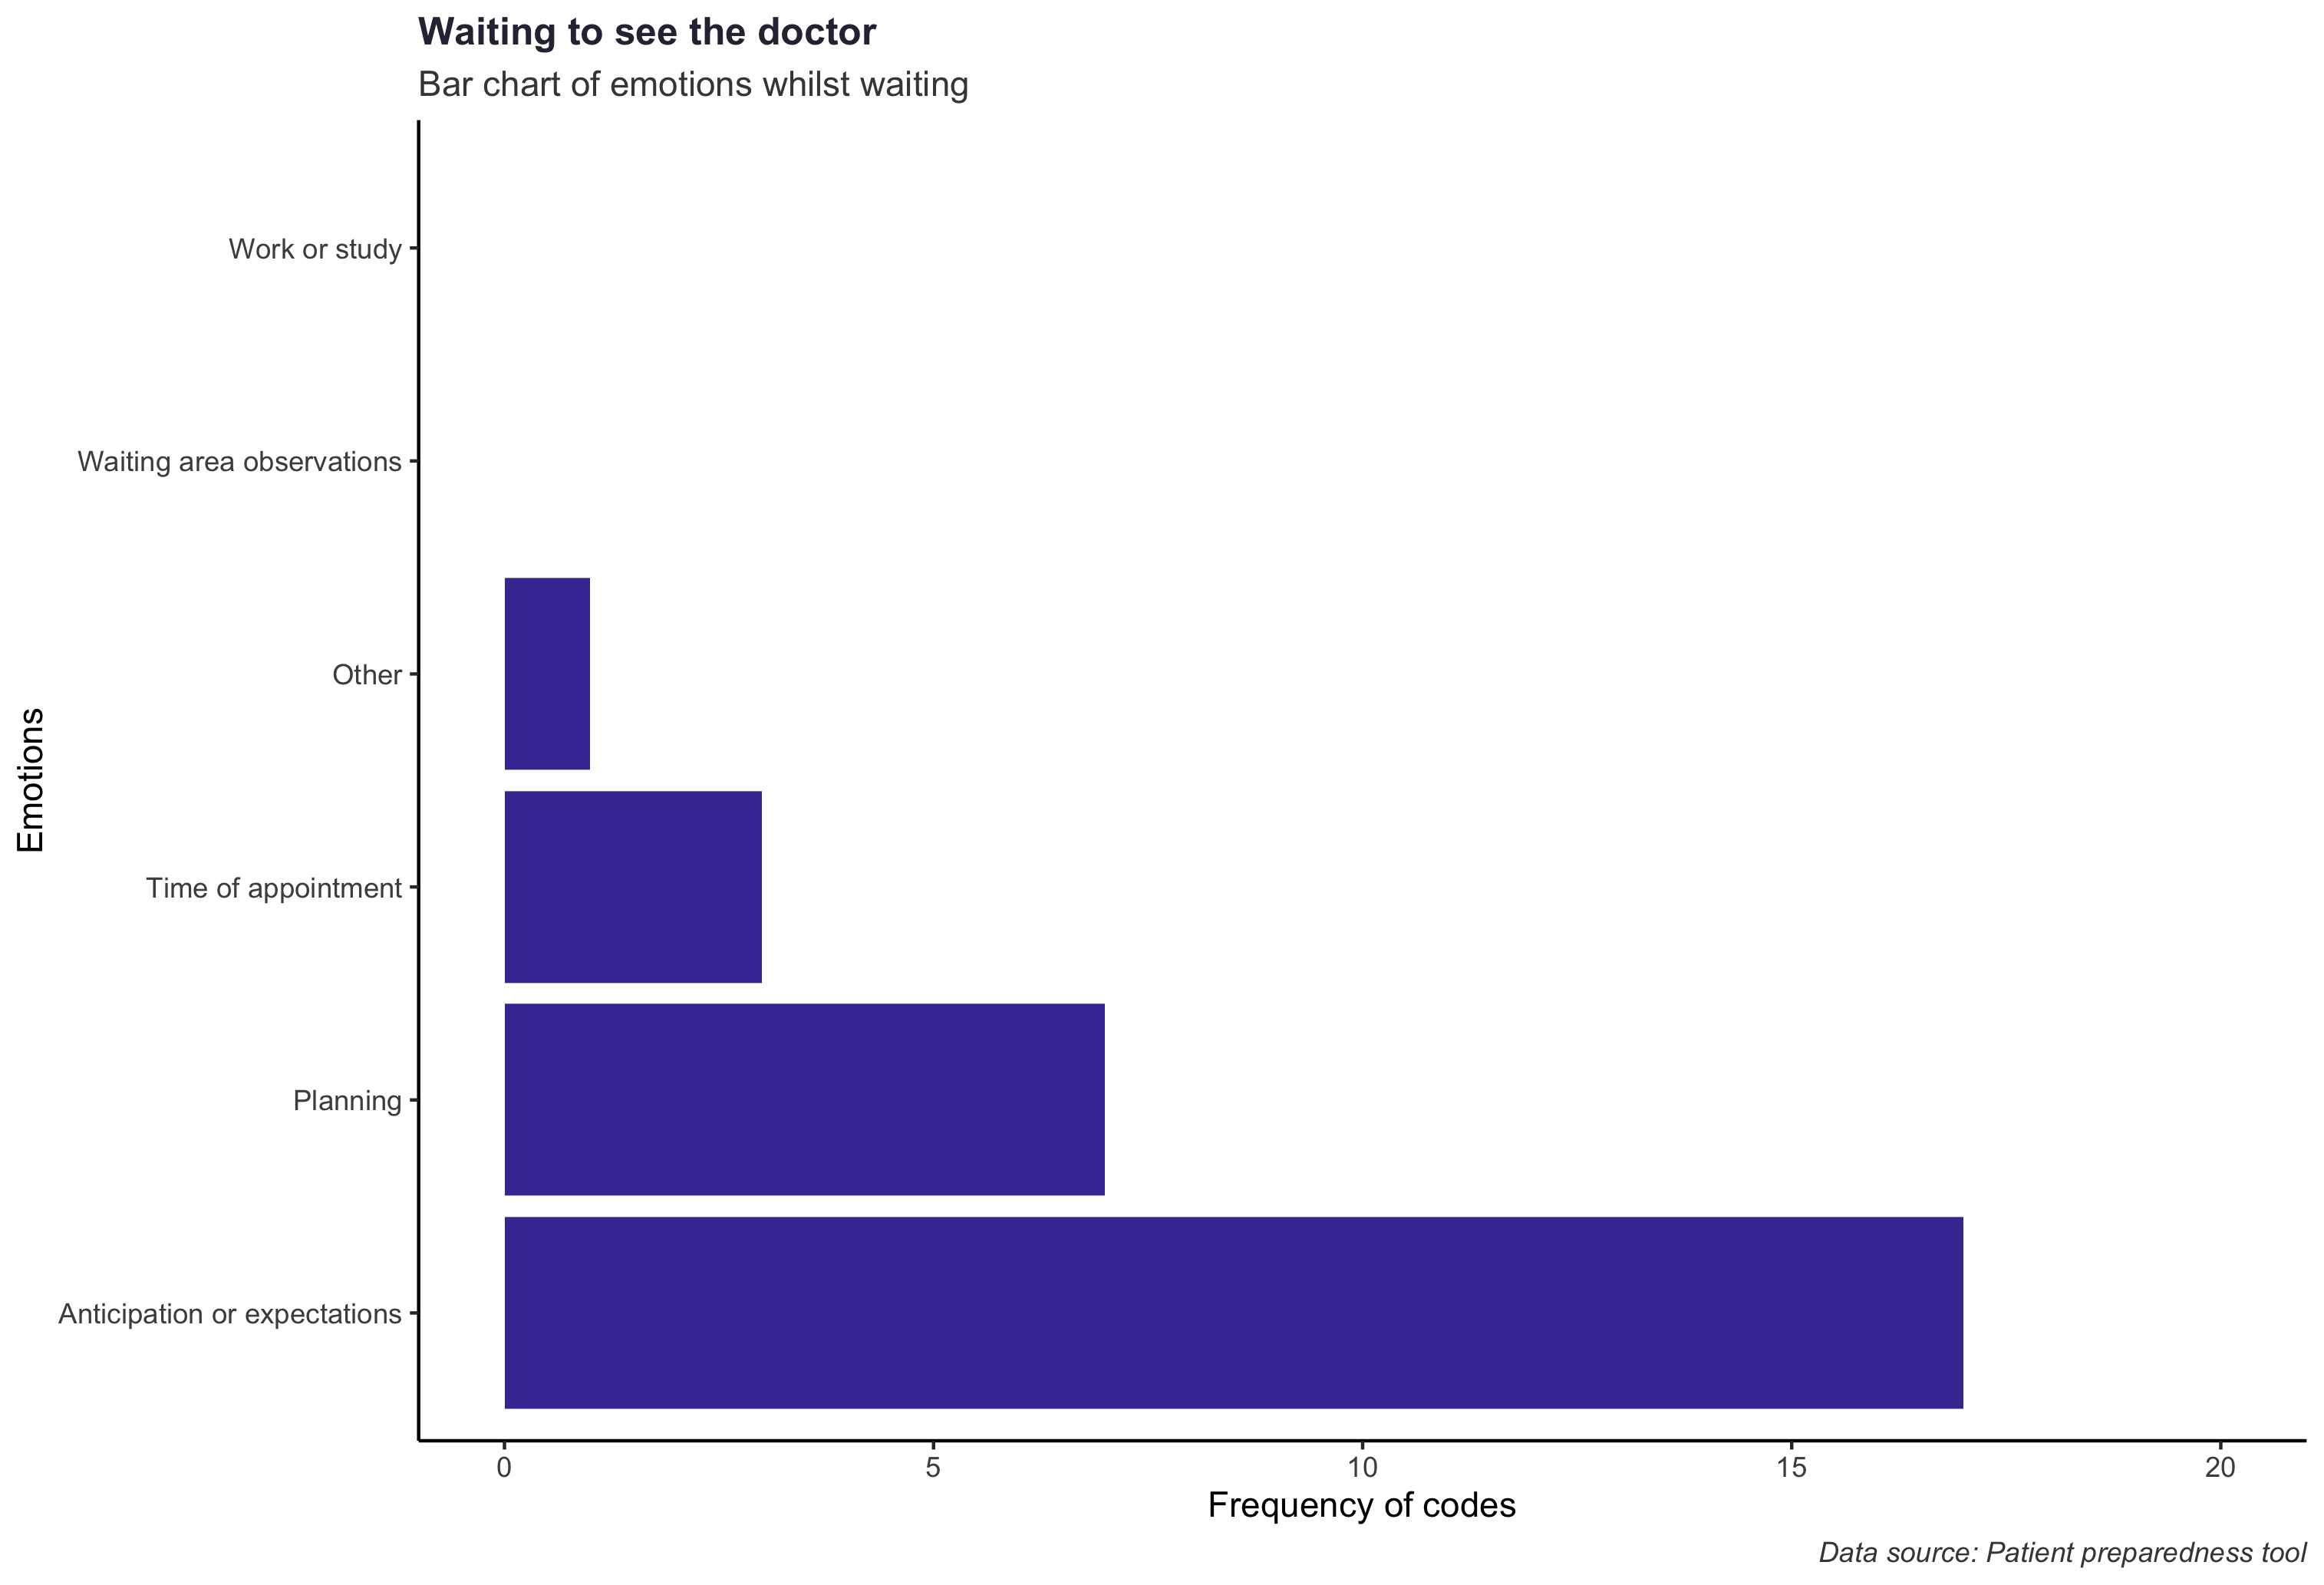 Waiting to see the doctor
Bar chart of emotions whilst waiting
Emotions
Work or study
Waiting area observations
Other
Time of appointment
Planning
Anticipation or expectations
0 5 10 15 20
Frequency of codes
Data source: Patient preparedness tool